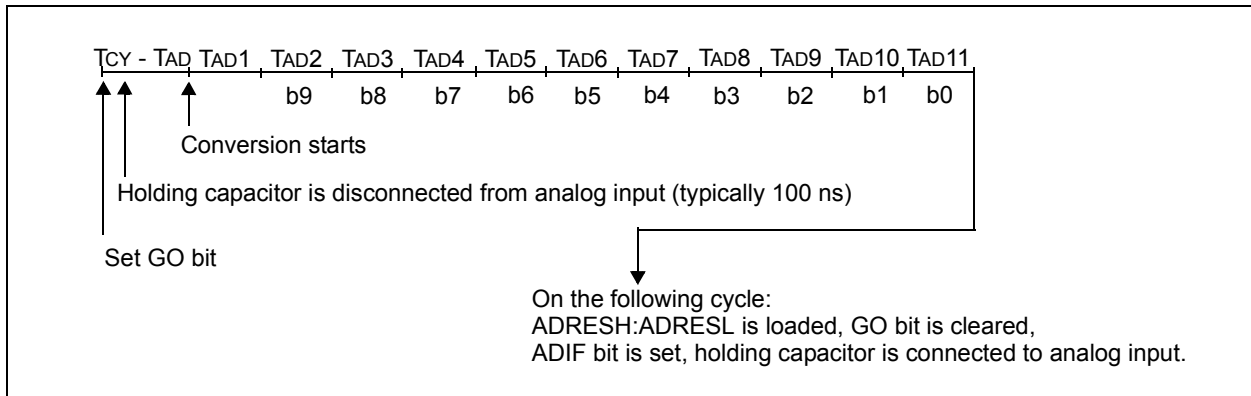 TCY - TAD TAD1 TAD2 TAD3 TAD4 TAD5 TAD6 TAD7 TAD8 TAD9 TAD10 TAD11
b9 b8 b7 b6 b5 b4 b3 b2 b1 b0
Conversion starts
Holding capacitor is disconnected from analog input (typically 100 ns)
Set GO bit
On the following cycle:
ADRESH:ADRESL is loaded, GO bit is cleared,
ADIF bit is set, holding capacitor is connected to analog input.